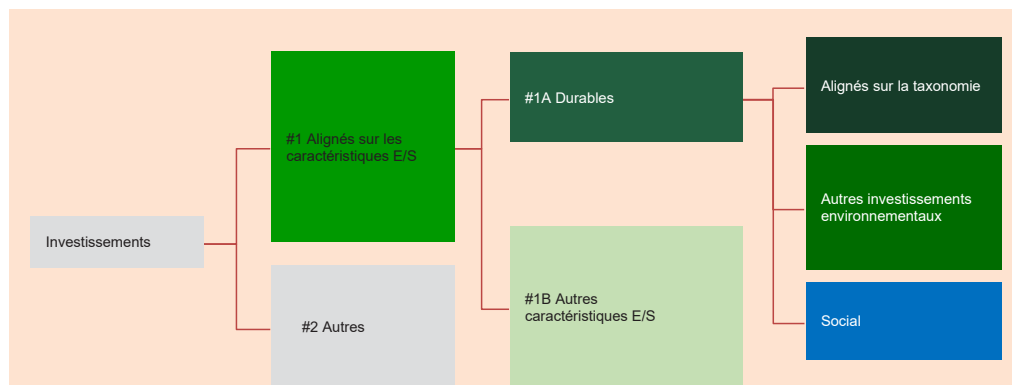 Investissements
#1 Alignés sur les
caractéristiques E/S
#2 Autres
#1A Durables
#1B Autres
caractéristiques E/S
Alignés sur la taxonomie
Autres investissements
environnementaux
Social